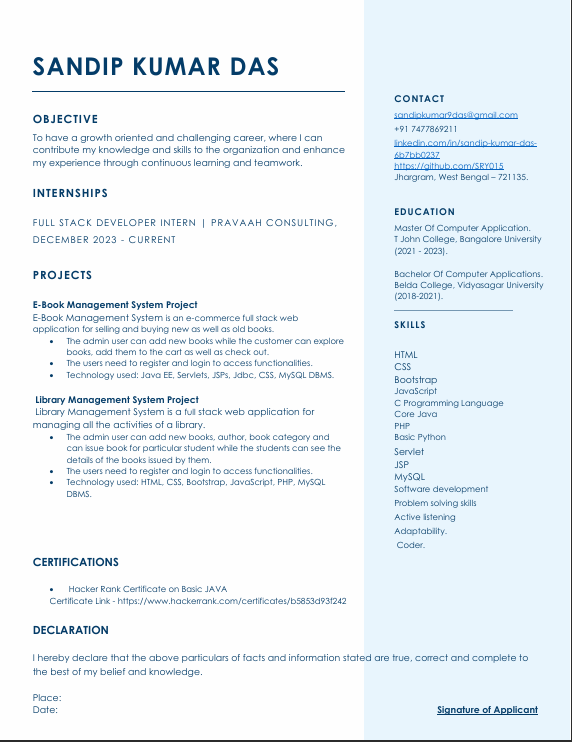 SANDIP KUMAR DAS
OBJECTIVE
To have a growth oriented and challenging career, where I can
contribute my knowledge and skills to the organization and enhance
my experience through continuous learning and teamwork.
INTERNSHIPS
FULL STACK DEVELOPER INTERN | PRAVAAH CONSULTING,
DECEMBER 2023 - CURRENT
PROJECTS
E-Book Management System Project
E-Book Management System is an e-commerce full stack web
application for selling and buying new as well as old books.
• The admin user can add new books while the customer can explore
books, add them to the cart as well as check out.
• The users need to register and login to access functionalities.
• Technology used: Java EE, Servlets, JSPs, Jdbc, CSS, MySQL DBMS.
Library Management System Project
Library Management System is a full stack web application for
managing all the activities of a library.
• The admin user can add new books, author, book category and
can issue book for particular student while the students can see the
details of the books issued by them.
• The users need to register and login to access functionalities.
• Technology used: HTML, CSS, Bootstrap, JavaScript, PHP, MySQL
DBMS.
CERTIFICATIONS
• Hacker Rank Certificate on Basic JAVA
Certificate Link - https://www.hackerrank.com/certificates/b5853d93f242
CONTACT
sandipkumar9das@gmail.com
+91 7477869211
linkedin.com/in/sandip-kumar-das-
6b7bb0237
https://github.com/SRY015
Jhargram, West Bengal – 721135.
EDUCATION
Master Of Computer Application.
T John College, Bangalore University
(2021 - 2023).
Bachelor Of Computer Applications.
Belda College, Vidyasagar University
(2018-2021).
SKILLS
HTML
CSS
Bootstrap
JavaScript
C Programming Language
Core Java
PHP
Basic Python
Servlet
JSP
MySQL
Software development
Problem solving skills
Active listening
Adaptability.
Coder.
DECLARATION
I hereby declare that the above particulars of facts and information stated are true, correct and complete to
the best of my belief and knowledge.
Place:
Date:
Signature of Applicant